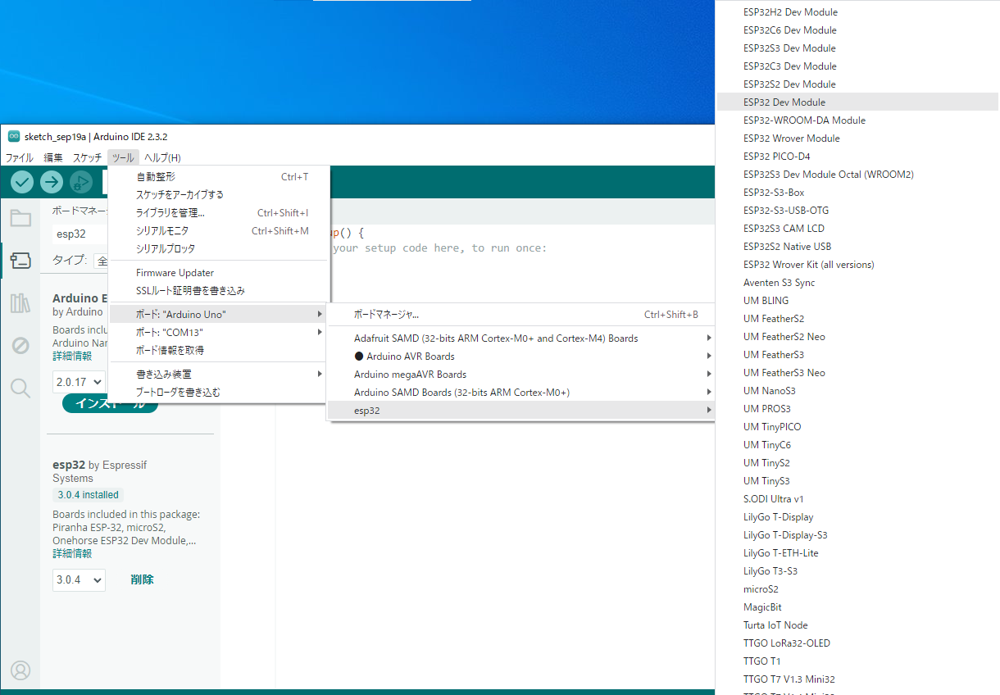 sketch_sep19a | Arduino IDE 2.3.2
ファイル 編集 スケッチ ツール ヘルプ(H)
自動整形 Ctrl+T
スケッチをアーカイブする
ライブラリを管理... Ctrl+Shift+I
シリアルモニタ Ctrl+Shift+M
シリアルプロッタ
Firmware Updater
SSLルート証明書を書き込み
ボード: "Arduino Uno"
ポート: "COM13"
ボード情報を取得
書き込み装置
ブートローダを書き込む
ボードマネージャ... Ctrl+Shift+B
Adafruit SAMD (32-bits ARM Cortex-M0+ and Cortex-M4) Boards
Arduino AVR Boards
Arduino megaAVR Boards
Arduino SAMD Boards (32-bits ARM Cortex-M0+)
esp32
ESP32H2 Dev Module
ESP32C6 Dev Module
ESP32S3 Dev Module
ESP32C3 Dev Module
ESP32S2 Dev Module
ESP32 Dev Module
ESP32-WROOM-DA Module
ESP32 Wrover Module
ESP32 PICO-D4
ESP32S3 Dev Module Octal (WROOM2)
ESP32-S3-Box
ESP32-S3-USB-OTG
ESP32S3 CAM LCD
ESP32S2 Native USB
ESP32 Wrover Kit (all versions)
Aventen S3 Sync
UM BLING
UM FeatherS2
UM FeatherS2 Neo
UM FeatherS3
UM FeatherS3 Neo
UM NanoS3
UM PROS3
UM TinyPICO
UM TinyC6
UM TinyS2
UM TinyS3
S.ODI Ultra v1
LilyGo T-Display
LilyGo T-Display-S3
LilyGo T-ETH-Lite
LilyGo T3-S3
microS2
MagicBit
Turta IoT Node
TTGO LoRa32-OLED
TTGO T1
TTGO T7 V1.3 Mini32
ボードマネー
esp32
タイプ: 全
Arduino E
by Arduino
Boards inclu
Arduino Nan
詳細情報
2.0.17
インストール
esp32 by Espressif
Systems
3.0.4 installed
Boards included in this package:
Piranha ESP-32, microS2,
Onehorse ESP32 Dev Module,...
詳細情報
3.0.4 削除
up() {
your setup code here, to run once: